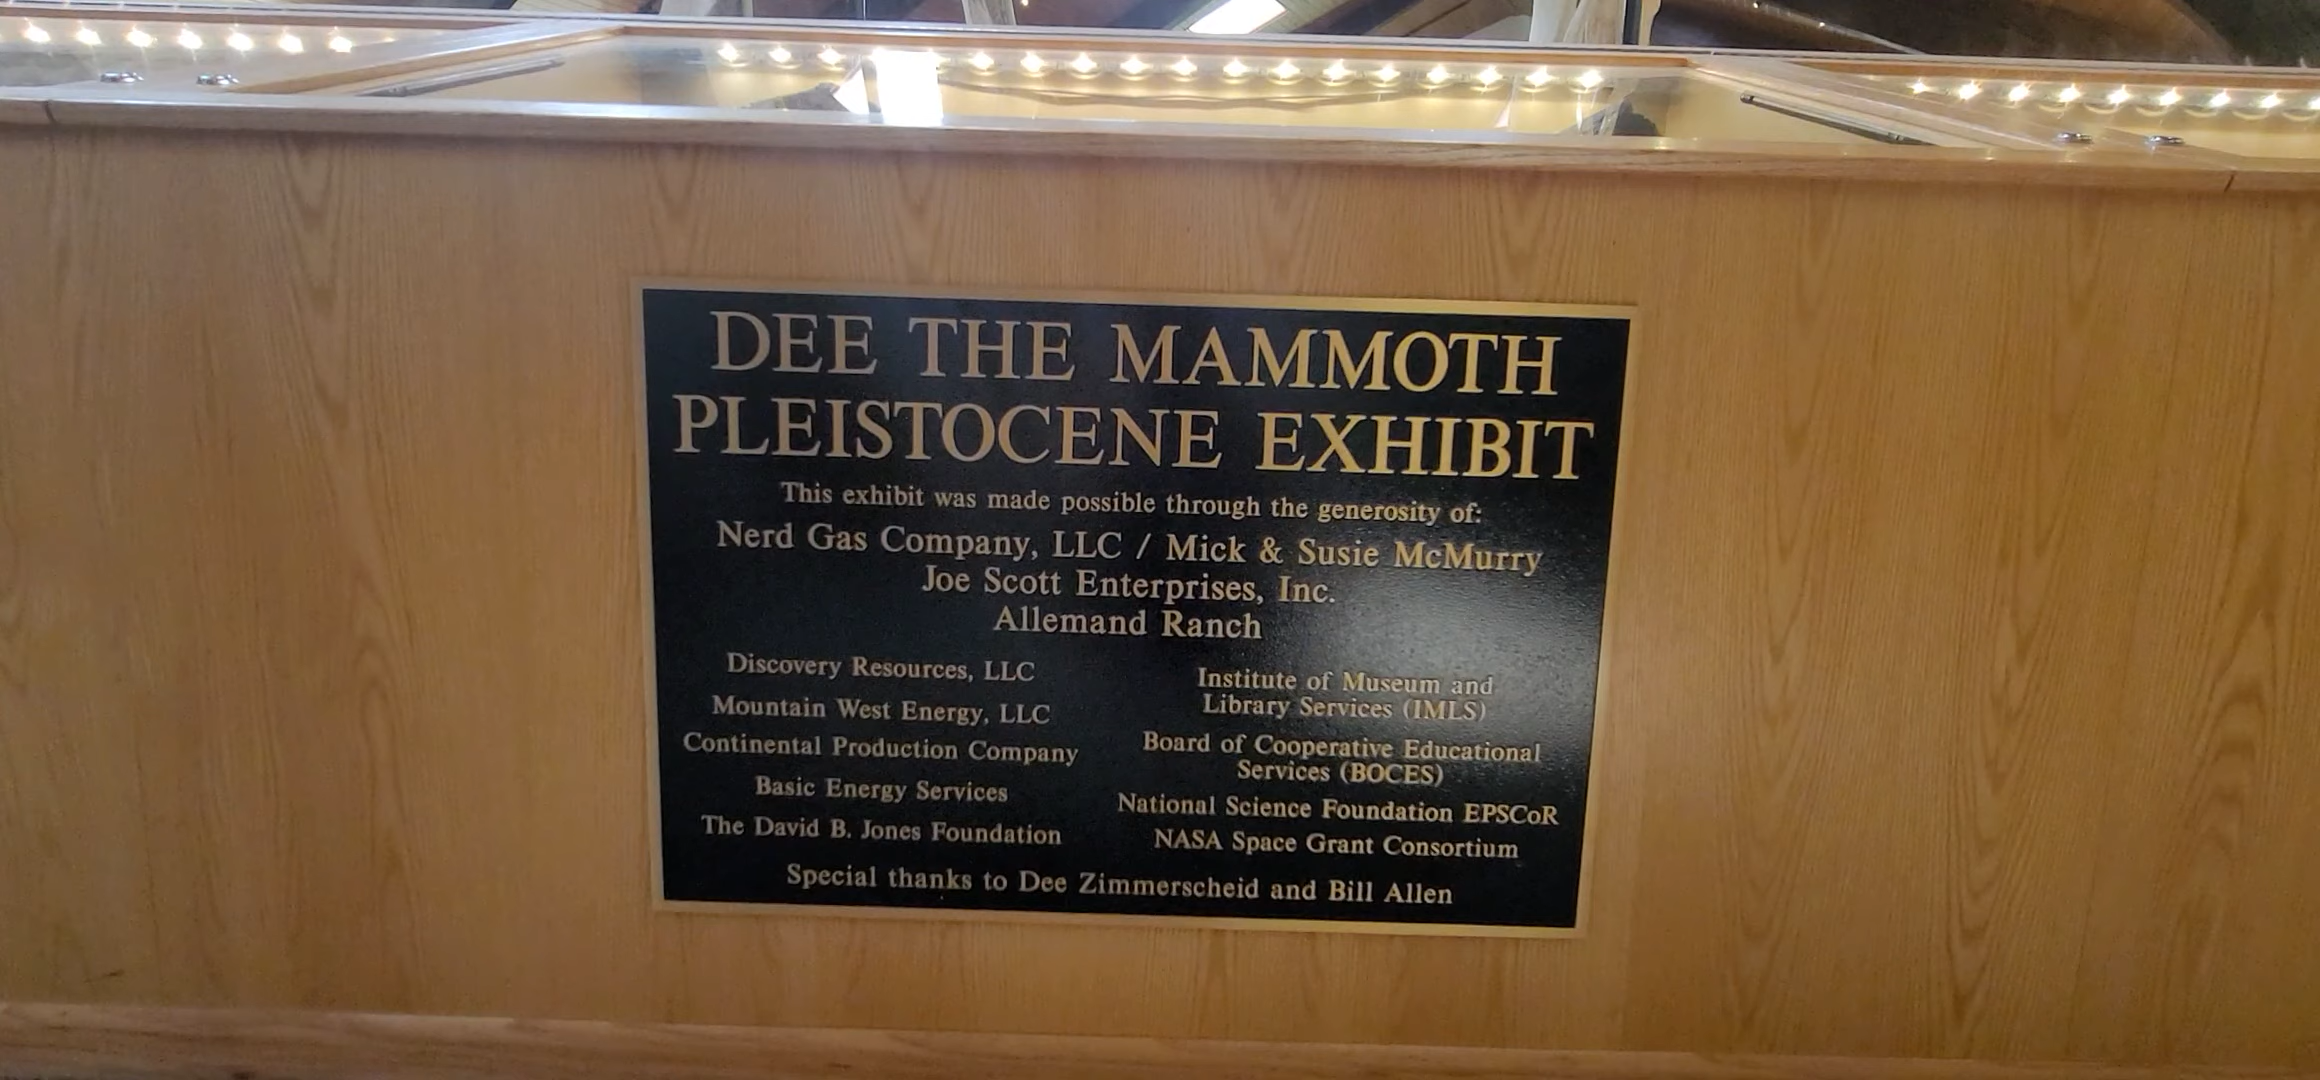 DEE THE MAMMOTH
PLEISTOCENE EXHIBIT
This exhibit was made possible through the generosity of:
Nerd Gas Company, LLC / Mick & Susie McMurry
Joe Scott Enterprises, Inc.
Allemand Ranch
Discovery Resources, LLC
Mountain West Energy, LLC
Continental Production Company
Basic Energy Services
The David B. Jones Foundation
Institute of Museum and
Library Services (IMLS)
Board of Cooperative Educational
Services (BOCES)
National Science Foundation EPSCoR
NASA Space Grant Consortium
Special thanks to Dee Zimmerscheid and Bill Allen